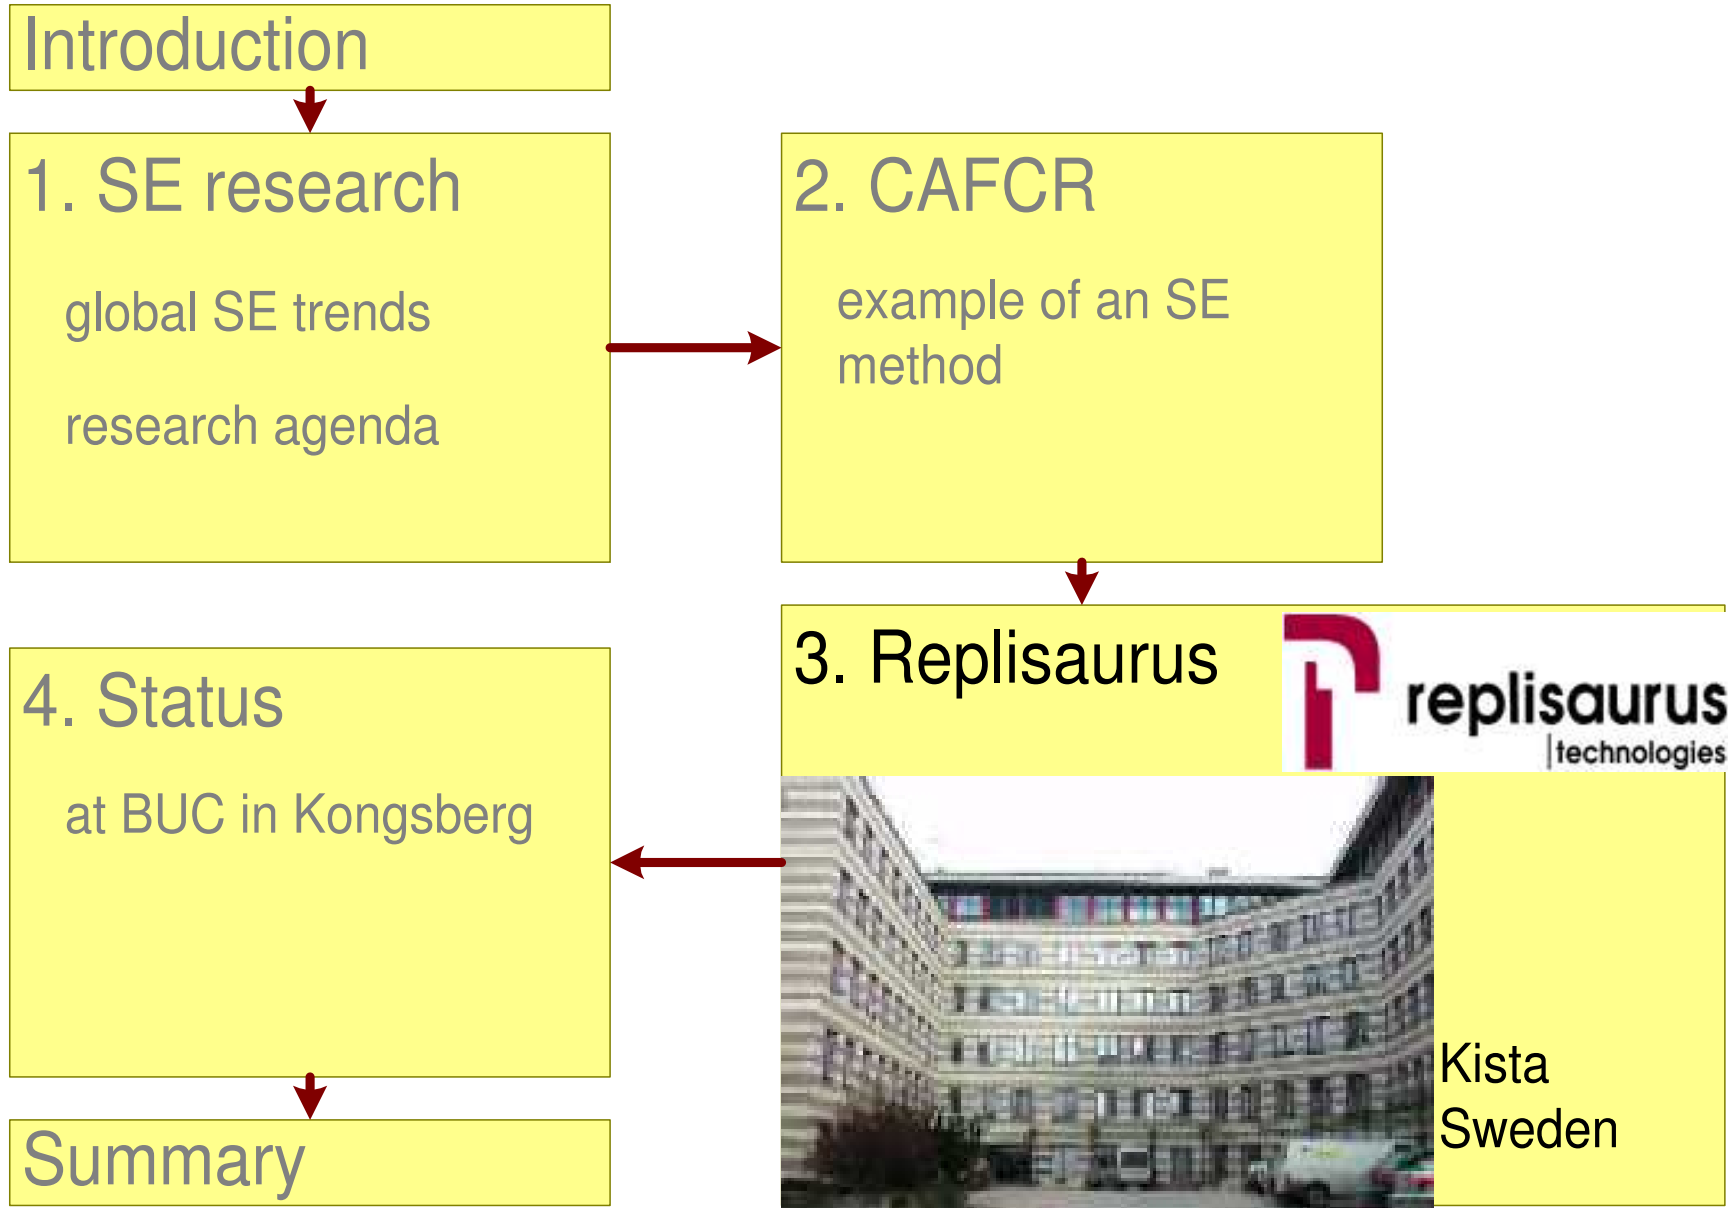 Introduction
1. SE research
global SE trends
research agenda
2. CAFCR
example of an SE
method
3. Replisaurus
replisaurus
technologies
Kista
Sweden
4. Status
at BUC in Kongsberg
Summary